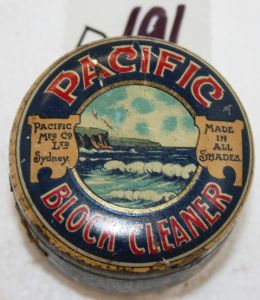 191
PACIFIC
PACIFIC
MFG CO
LTD
Sydney.
MADE
IN
ALL
SHADES.
BLOCK CLEANER